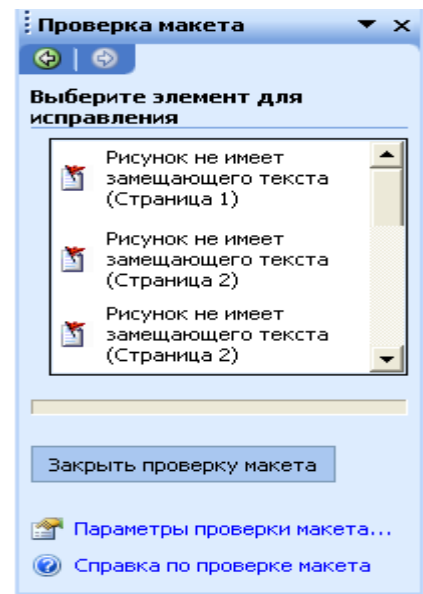 Проверка макета
Выберите элемент для
исправления
Рисунок не имеет
замещающего текста
(Страница 1)
Рисунок не имеет
замещающего текста
(Страница 2)
Рисунок не имеет
замещающего текста
(Страница 2)
Закрыть проверку макета
Параметры проверки макета...
Справка по проверке макета